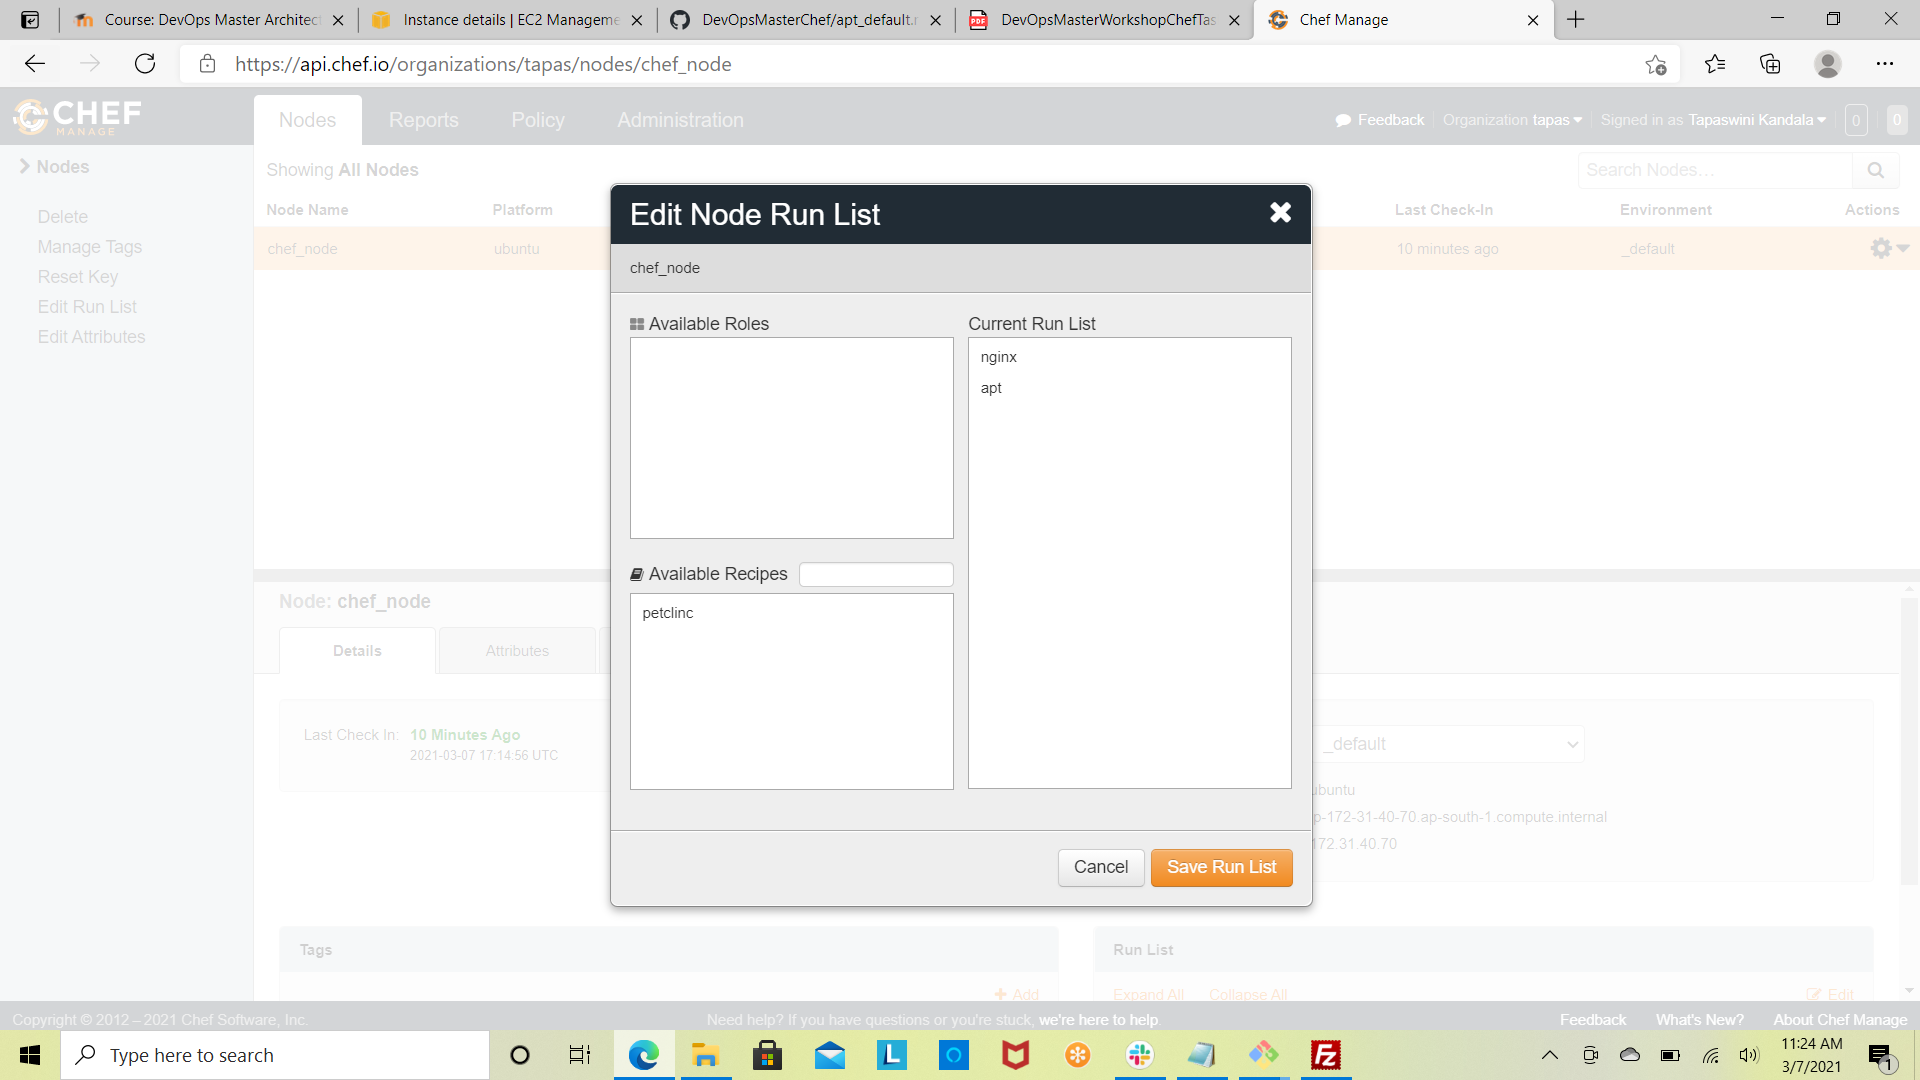 Course: DevOps Master Architect
Instance details | EC2 Manageme
DevOpsMasterChef/apt_default.r
DevOpsMasterWorkshopChefTas
Chef Manage
https://api.chef.io/organizations/tapas/nodes/chef_node
CHEF
MANAGE
Nodes
Reports
Policy
Administration
Feedback
Organization tapas
Signed in as Tapaswini Kandala
0
0
Nodes
Delete
Manage Tags
Reset Key
Edit Run List
Edit Attributes
Showing All Nodes
Search Nodes...
Node Name
Platform
Last Check-In
Environment
Actions
chef_node
ubuntu
10 minutes ago
_default
Edit Node Run List
chef_node
Available Roles
Current Run List
nginx
apt
Available Recipes
petclinc
Cancel
Save Run List
Node: chef_node
Details
Attributes
Last Check In:
10 Minutes Ago
2021-03-07 17:14:56 UTC
_default
ubuntu
p-172-31-40-70.ap-south-1.compute.internal
172.31.40.70
Tags
Add
Run List
Expand All
Collapse All
Edit
Copyright © 2012 – 2021 Chef Software, Inc.
Need help? If you have questions or you're stuck, we're here to help.
Feedback
What's New?
About Chef Manage
Type here to search
11:24 AM
3/7/2021
1